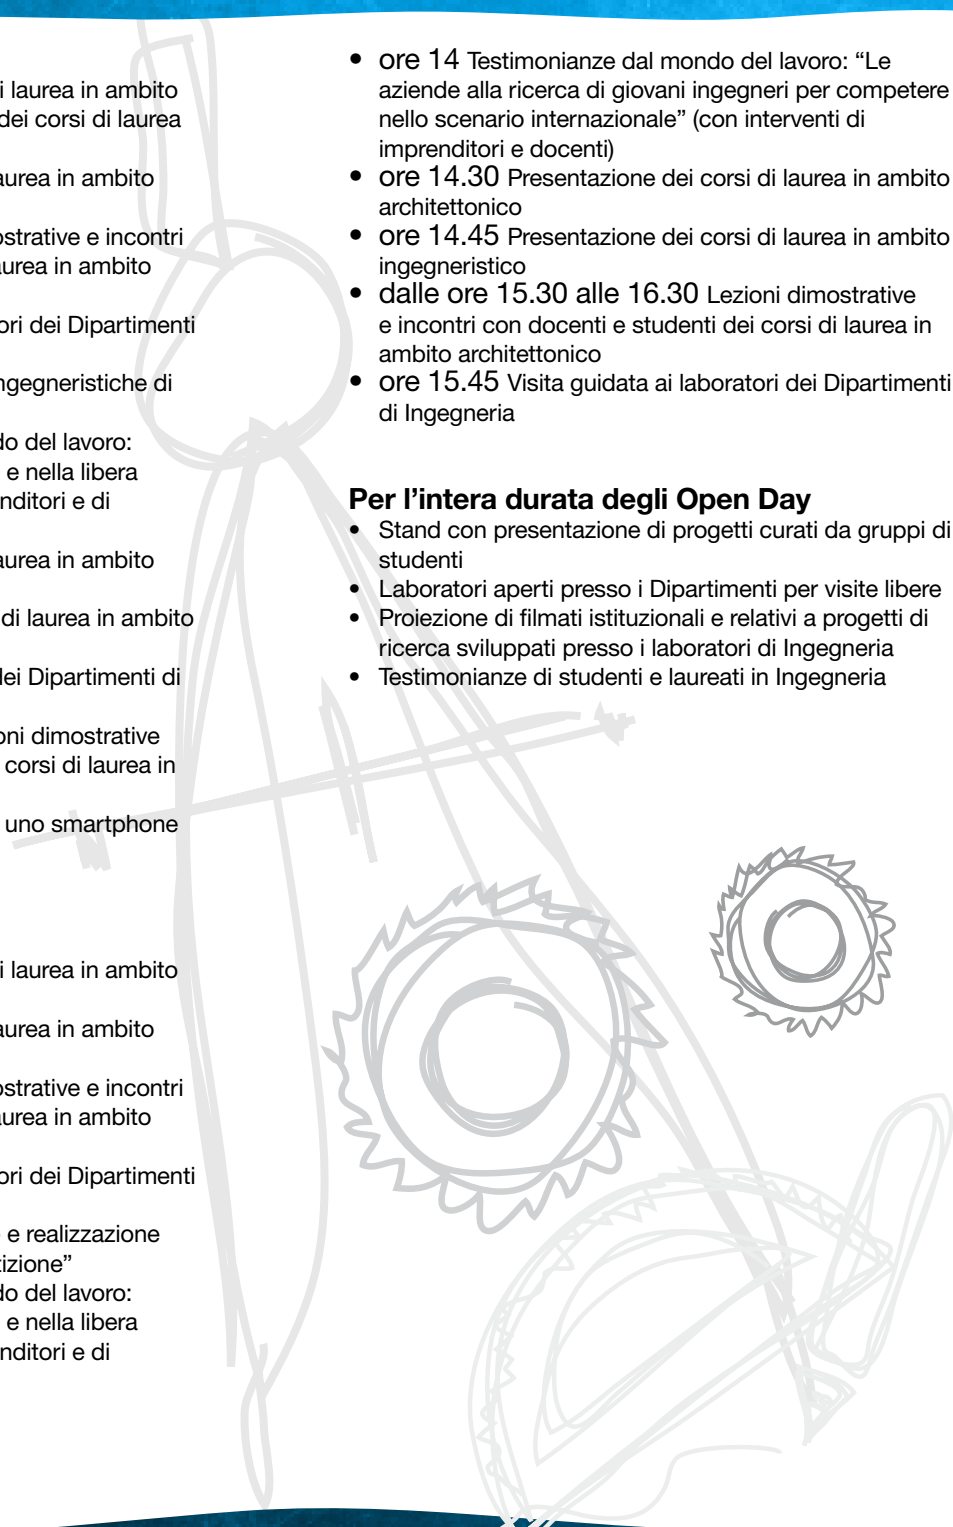 i laurea in ambito
dei corsi di laurea
aurea in ambito
ostrative e incontri
aurea in ambito
ori dei Dipartimenti
ngegneristiche di
do del lavoro:
e nella libera
nditori e di
aurea in ambito
di laurea in ambito
dei Dipartimenti di
oni dimostrative
corsi di laurea in
uno smartphone
i laurea in ambito
aurea in ambito
ostrative e incontri
aurea in ambito
ori dei Dipartimenti
e realizzazione
tizione”
do del lavoro:
e nella libera
nditori e di
• ore 14 Testimonianze dal mondo del lavoro: “Le
aziende alla ricerca di giovani ingegneri per competere
nello scenario internazionale” (con interventi di
imprenditori e docenti)
• ore 14.30 Presentazione dei corsi di laurea in ambito
architettonico
• ore 14.45 Presentazione dei corsi di laurea in ambito
ingegneristico
• dalle ore 15.30 alle 16.30 Lezioni dimostrative
e incontri con docenti e studenti dei corsi di laurea in
ambito architettonico
• ore 15.45 Visita guidata ai laboratori dei Dipartimenti
di Ingegneria
Per l’intera durata degli Open Day
• Stand con presentazione di progetti curati da gruppi di
studenti
• Laboratori aperti presso i Dipartimenti per visite libere
• Proiezione di filmati istituzionali e relativi a progetti di
ricerca sviluppati presso i laboratori di Ingegneria
• Testimonianze di studenti e laureati in Ingegneria